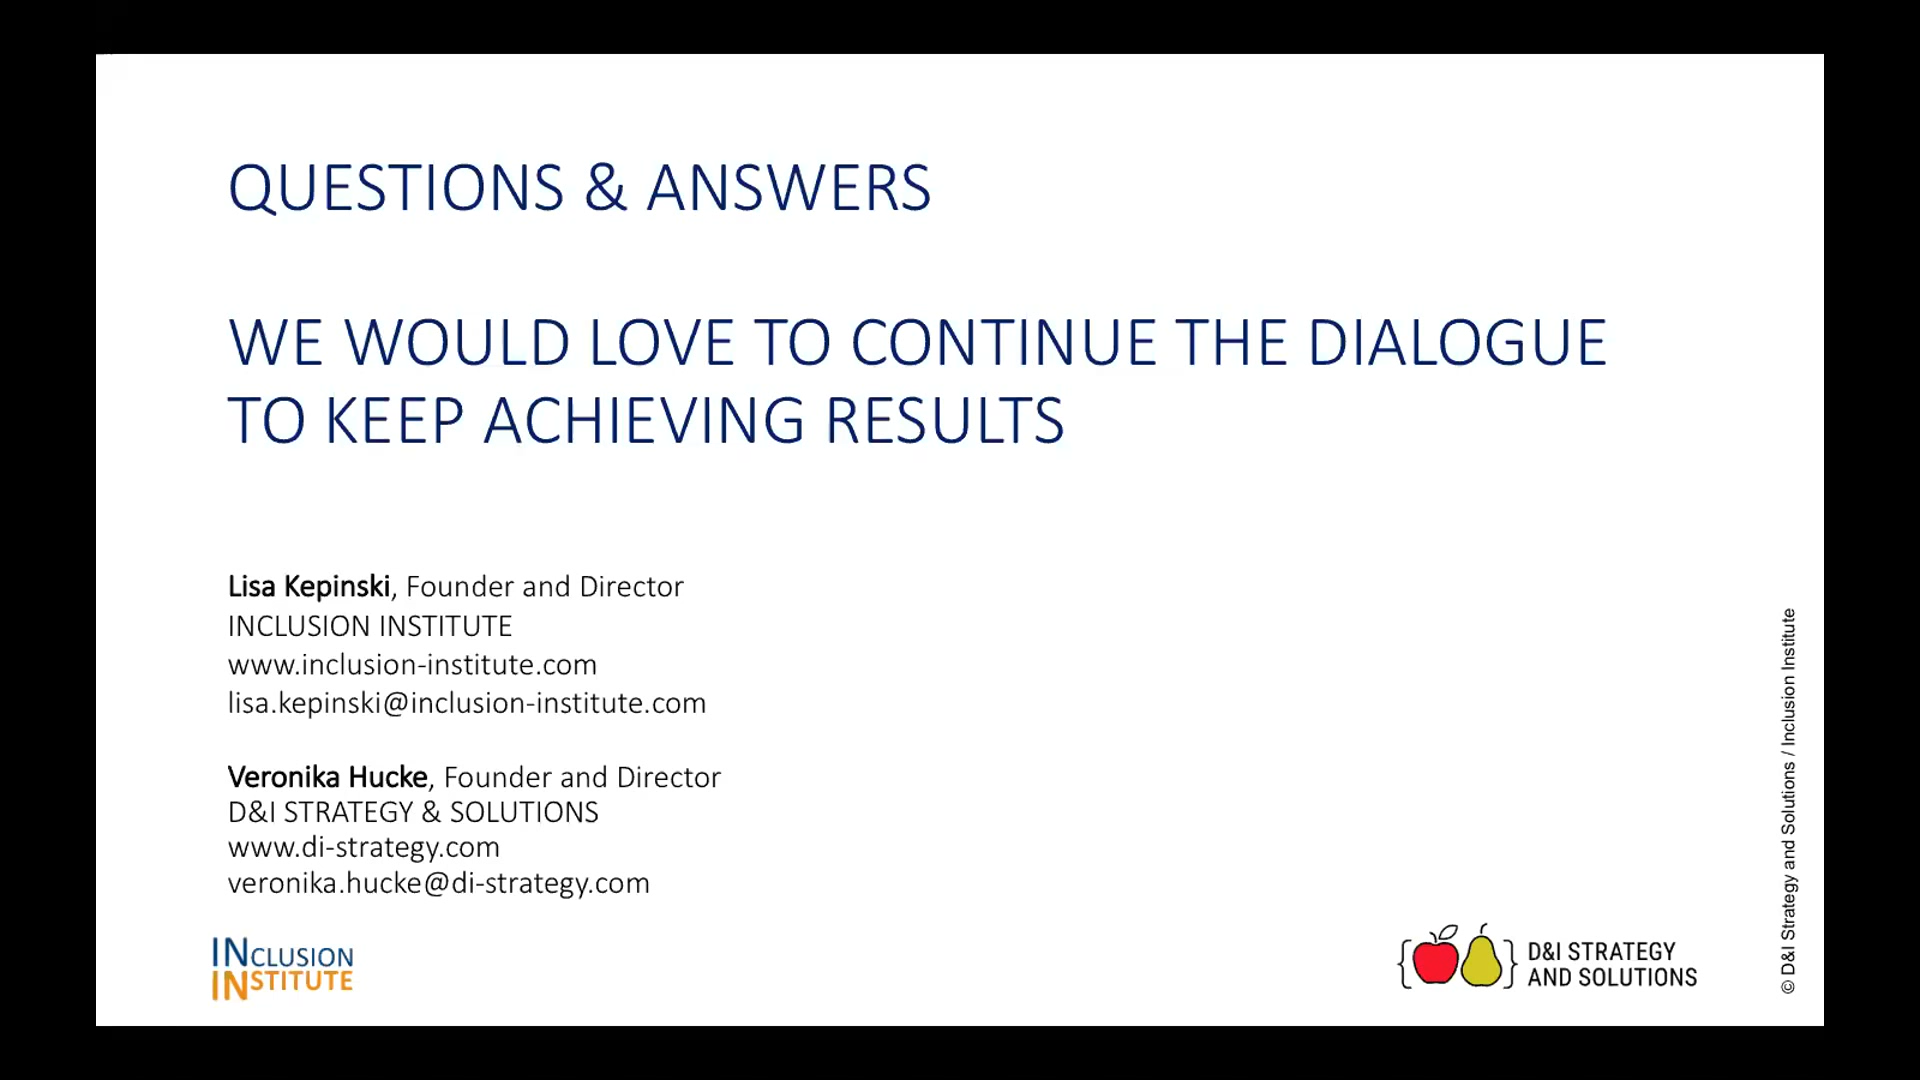 QUESTIONS & ANSWERS
WE WOULD LOVE TO CONTINUE THE DIALOGUE
TO KEEP ACHIEVING RESULTS
Lisa Kepinski, Founder and Director
INCLUSION INSTITUTE
www.inclusion-institute.com
lisa.kepinski@inclusion-institute.com
Veronika Hucke, Founder and Director
D&I STRATEGY & SOLUTIONS
www.di-strategy.com
veronika.hucke@di-strategy.com
INCLUSION
INSTITUTE
D&I STRATEGY
AND SOLUTIONS
© D&I Strategy and Solutions / Inclusion Institute